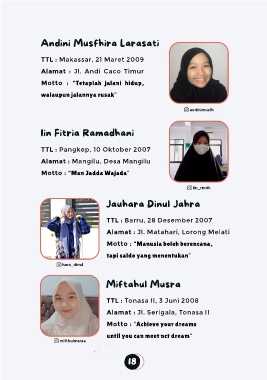 Andini Musfhira Larasati
TTL : Makassar, 21 Maret 2009
Alamat : Jl. Andi Caco Timur
Motto : "Tetaplah jalani hidup,
walaupun jalannya rusak"
andinimusfh
Iin Fitria Ramadhani
TTL : Pangkep, 10 Oktober 2007
Alamat : Mangilu, Desa Mangilu
Motto : "Man Jadda Wajada"
iin_rmdh
Jauhara Dinul Jahra
TTL : Barru, 28 Desember 2007
Alamat : Jl. Matahari, Lorong Melati
Motto : "Manusia boleh berencana,
tapi saldo yang menentukan"
Miftahul Musra
TTL : Tonasa II, 3 Juni 2008
Alamat : Jl. Serigala, Tonasa II
Motto : "Achieve your dreams
until you can meet nct dream"
18